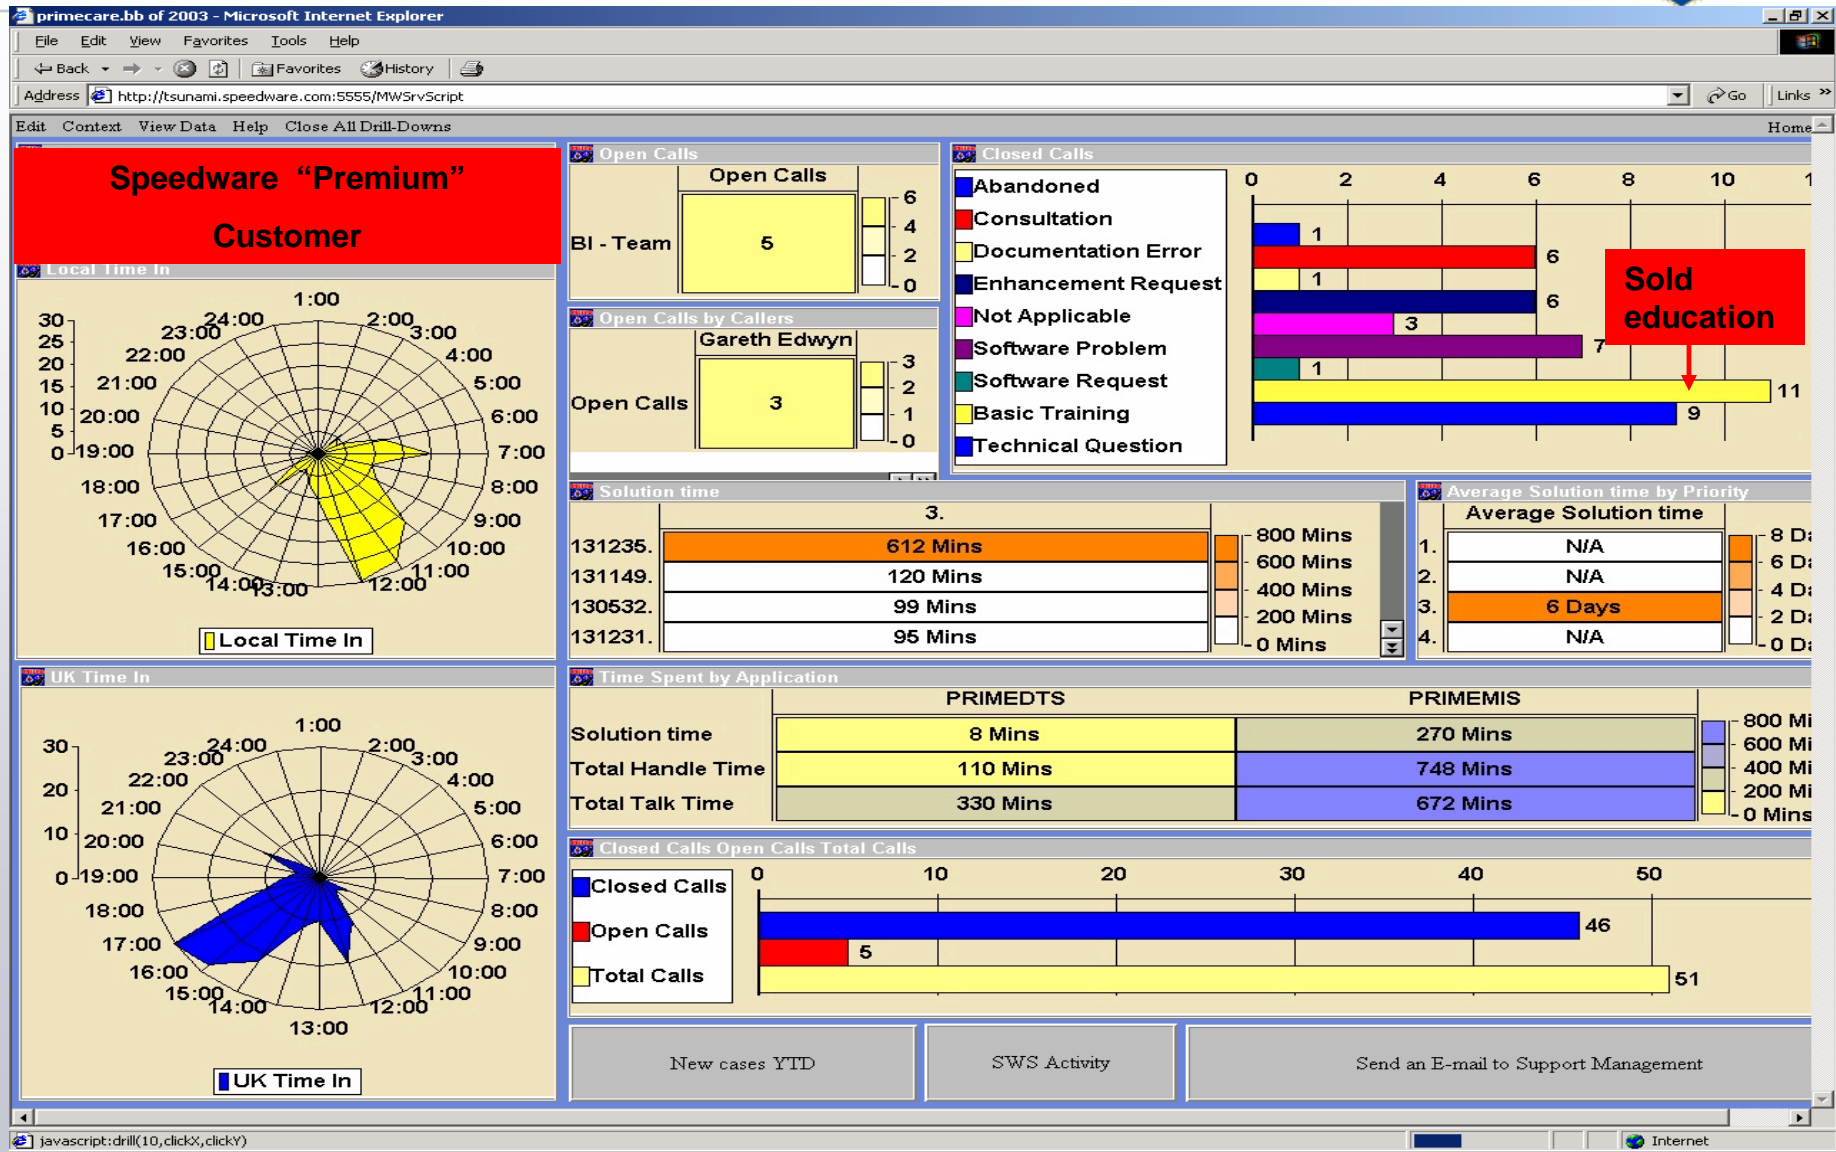 primecare.bb of 2003 - Microsoft Internet Explorer
File Edit View Favorites Tools Help
Back Favorites History
Address http://tsunami.speedware.com:5555/MWSrvScript Go Links »
Edit Context View Data Help Close All Drill-Downs Home
Speedware “Premium”
Customer
Local Time In
1:00
2:00
3:00
4:00
5:00
6:00
7:00
8:00
9:00
10:00
11:00
12:00
13:00
14:00
15:00
16:00
17:00
18:00
19:00
20:00
21:00
22:00
23:00
24:00
30
25
20
15
10
5
0
Local Time In
UK Time In
1:00
2:00
3:00
4:00
5:00
6:00
7:00
8:00
9:00
10:00
11:00
12:00
13:00
14:00
15:00
16:00
17:00
18:00
19:00
20:00
21:00
22:00
23:00
24:00
30
20
10
0
UK Time In
Open Calls
Open Calls
BI - Team 5
6
4
2
0
Open Calls by Callers
Gareth Edwyn
Open Calls 3
3
2
1
0
Closed Calls
0 2 4 6 8 10 1
Abandoned
Consultation
Documentation Error
Enhancement Request
Not Applicable
Software Problem
Software Request
Basic Training
Technical Question
1
6
1
6
3
7
1
11
9
Sold
education
Solution time
3.
131235. 612 Mins
131149. 120 Mins
130532. 99 Mins
131231. 95 Mins
800 Mins
600 Mins
400 Mins
200 Mins
0 Mins
Average Solution time by Priority
Average Solution time
1. N/A
2. N/A
3. 6 Days
4. N/A
8 D
6 D
4 D
2 D
0 D
Time Spent by Application
PRIMEDTS PRIMEMIS
Solution time 8 Mins 270 Mins
Total Handle Time 110 Mins 748 Mins
Total Talk Time 330 Mins 672 Mins
800 Mi
600 Mi
400 Mi
200 Mi
0 Mins
Closed Calls Open Calls Total Calls
0 10 20 30 40 50
Closed Calls
Open Calls
Total Calls
46
5
51
New cases YTD SWS Activity Send an E-mail to Support Management
javascript:drill(10,clickX,clickY) Internet